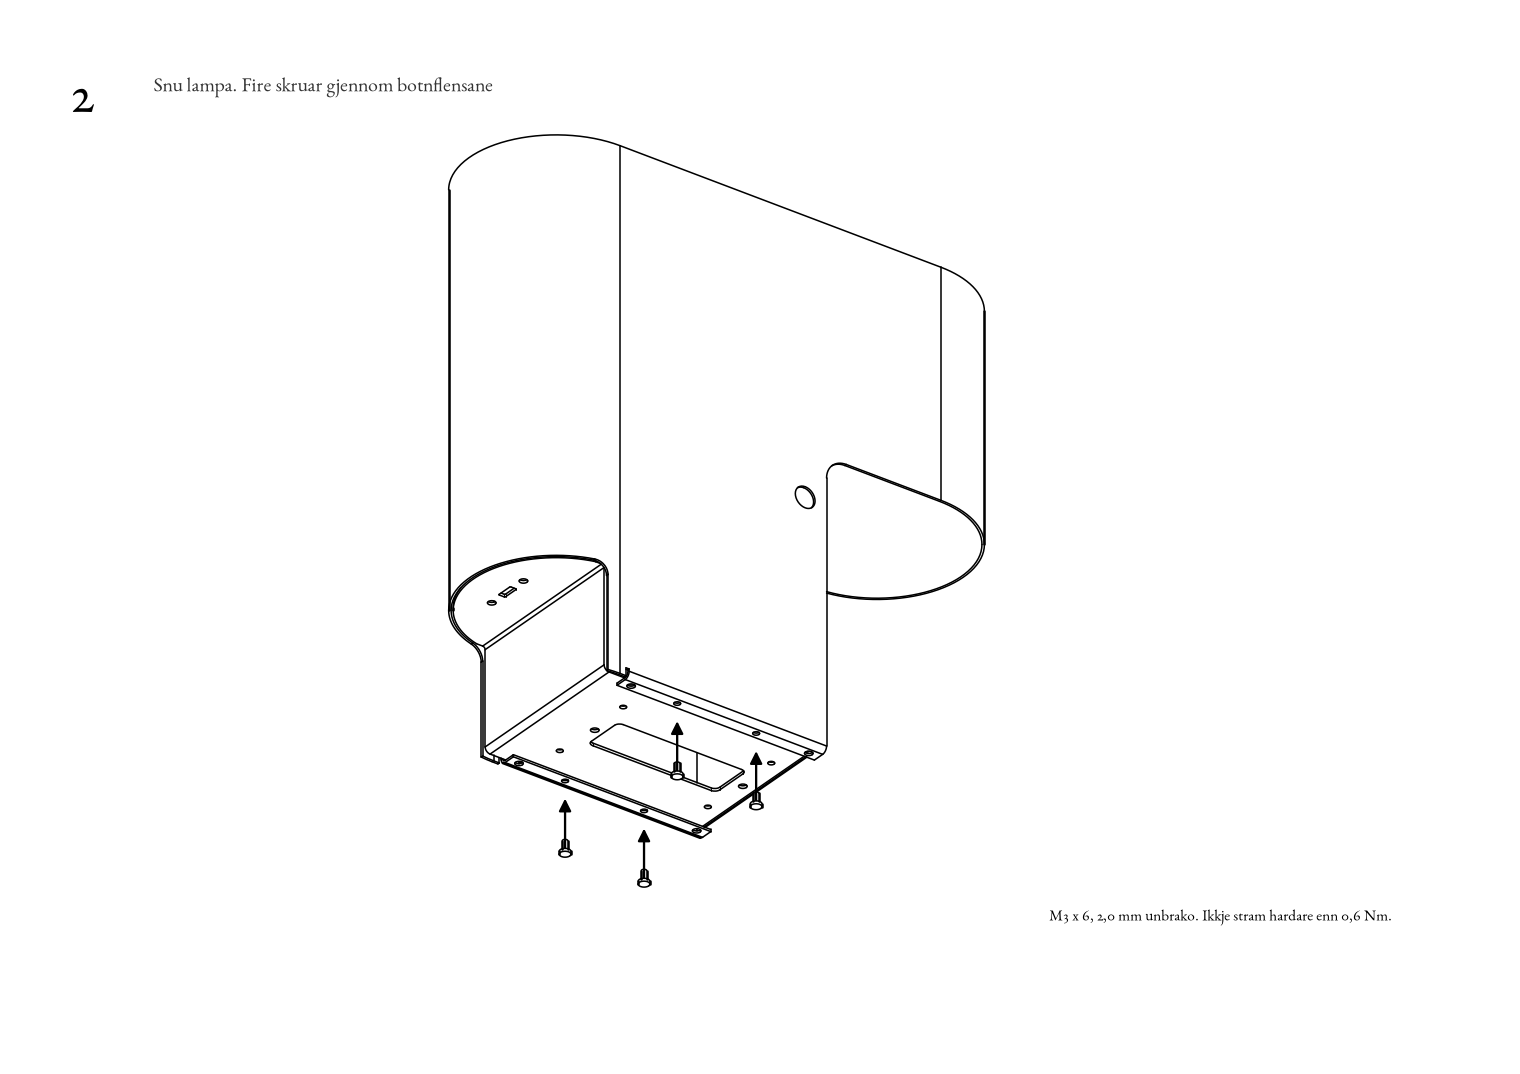 2
Snu lampa. Fire skruar gjennom botnflensane
M3 x 6, 2,0 mm unbrako. Ikkje stram hardare enn 0,6 Nm.